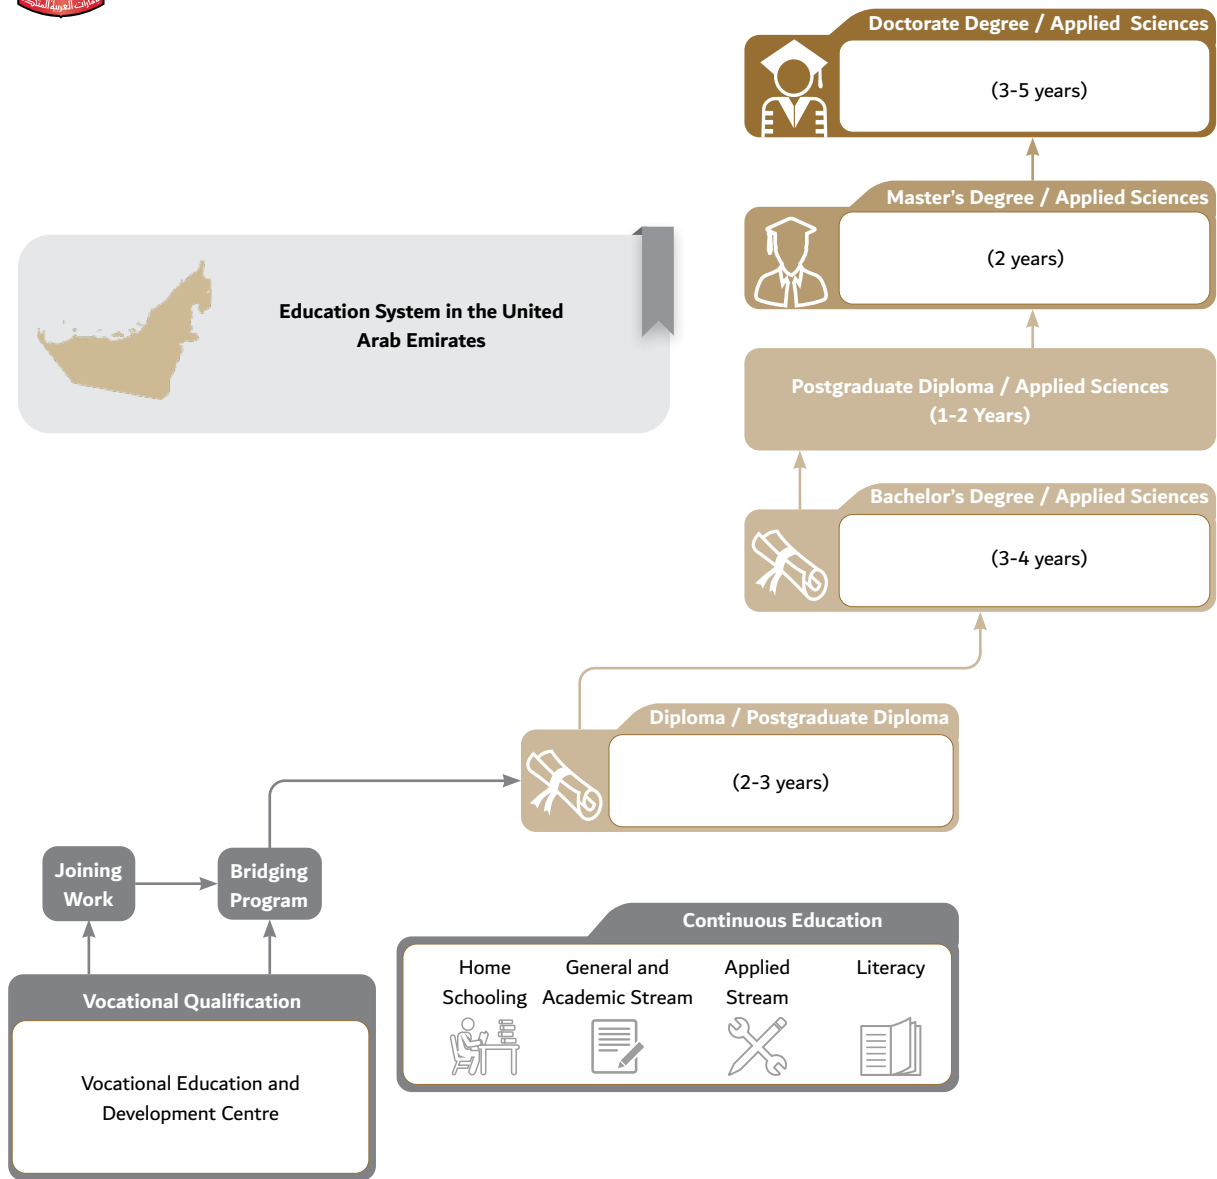 الإمارات العربية المتحدة
Doctorate Degree / Applied Sciences
(3-5 years)
Master's Degree / Applied Sciences
(2 years)
Education System in the United
Arab Emirates
Postgraduate Diploma / Applied Sciences
(1-2 Years)
Bachelor's Degree / Applied Sciences
(3-4 years)
Diploma / Postgraduate Diploma
(2-3 years)
Joining
Work
Bridging
Program
Continuous Education
Home
Schooling
General and
Academic Stream
Applied
Stream
Literacy
Vocational Qualification
Vocational Education and
Development Centre